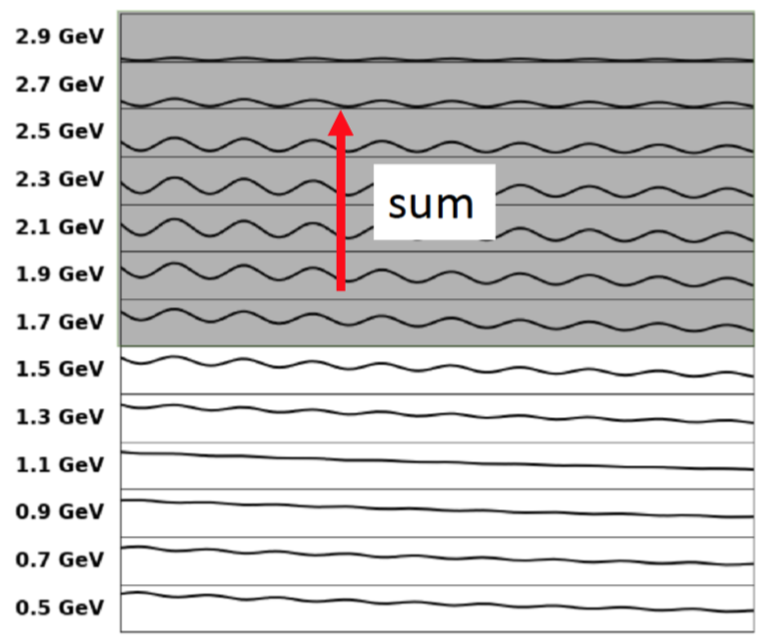 2.9 GeV
2.7 GeV
2.5 GeV
2.3 GeV
sum
2.1 GeV
1.9 GeV
1.7 GeV
1.5 GeV
1.3 GeV
1.1 GeV
0.9 GeV
0.7 GeV
0.5 GeV